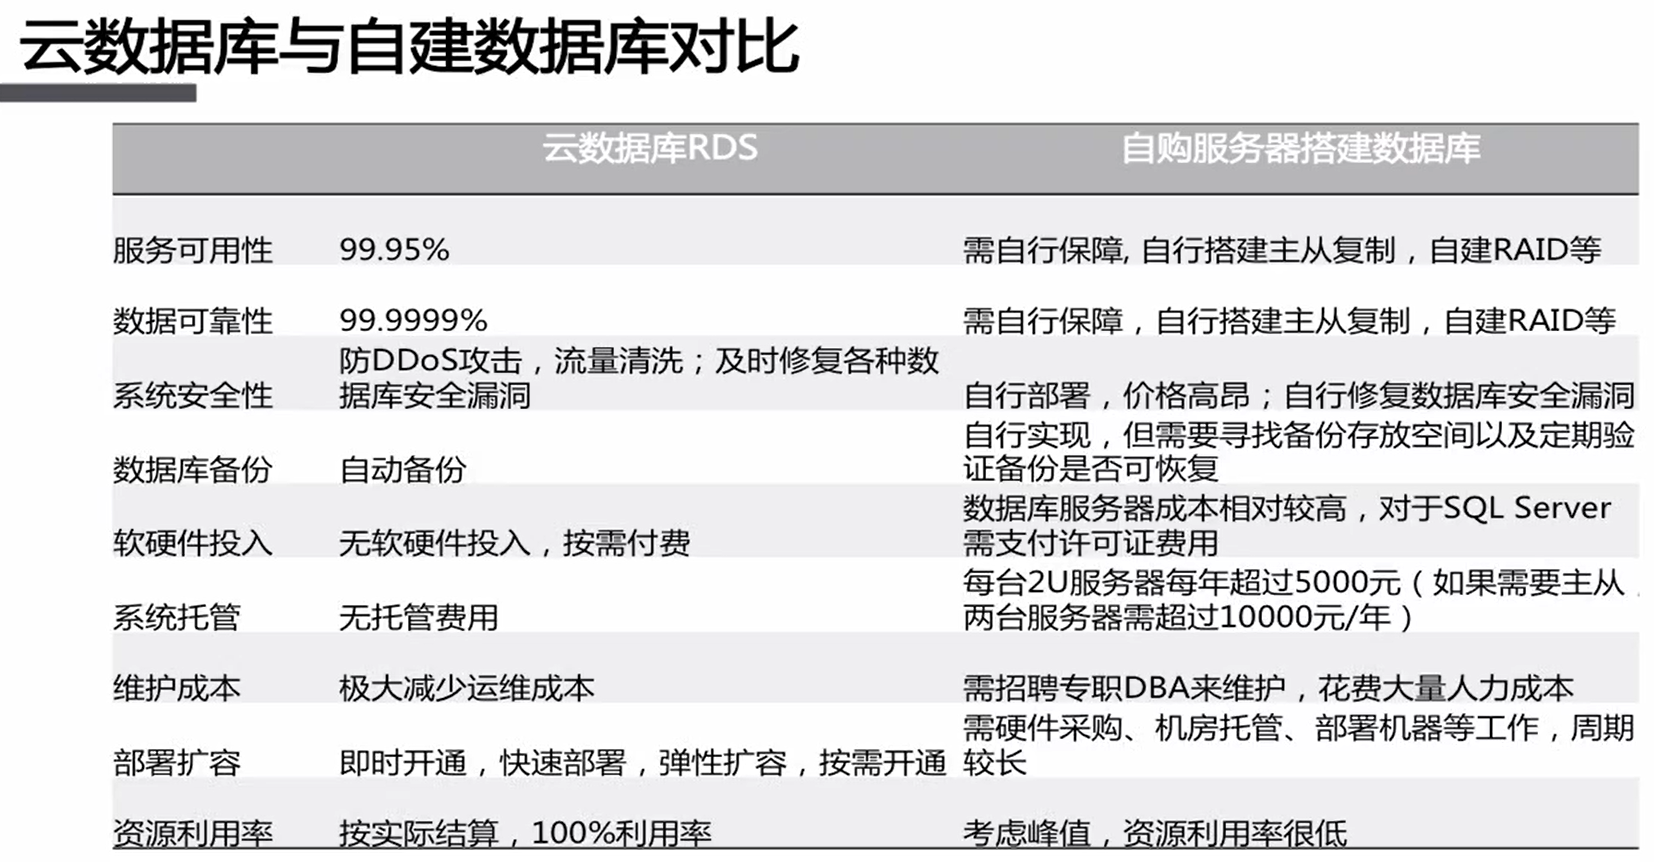 云数据库与自建数据库对比
云数据库RDS 自购服务器搭建数据库
服务可用性 99.95% 需自行保障, 自行搭建主从复制，自建RAID等
数据可靠性 99.9999% 需自行保障，自行搭建主从复制，自建RAID等
防DDoS攻击，流量清洗；及时修复各种数
系统安全性 据库安全漏洞 自行部署，价格高昂；自行修复数据库安全漏洞
自行实现，但需要寻找备份存放空间以及定期验
数据库备份 自动备份 证备份是否可恢复
数据库服务器成本相对较高，对于SQL Server
软硬件投入 无软硬件投入，按需付费 需支付许可证费用
每台2U服务器每年超过5000元（如果需要主从，
系统托管 无托管费用 两台服务器需超过10000元/年）
维护成本 极大减少运维成本 需招聘专职DBA来维护，花费大量人力成本
需硬件采购、机房托管、部署机器等工作，周期
部署扩容 即时开通，快速部署，弹性扩容，按需开通 较长
资源利用率 按实际结算，100%利用率 考虑峰值，资源利用率很低